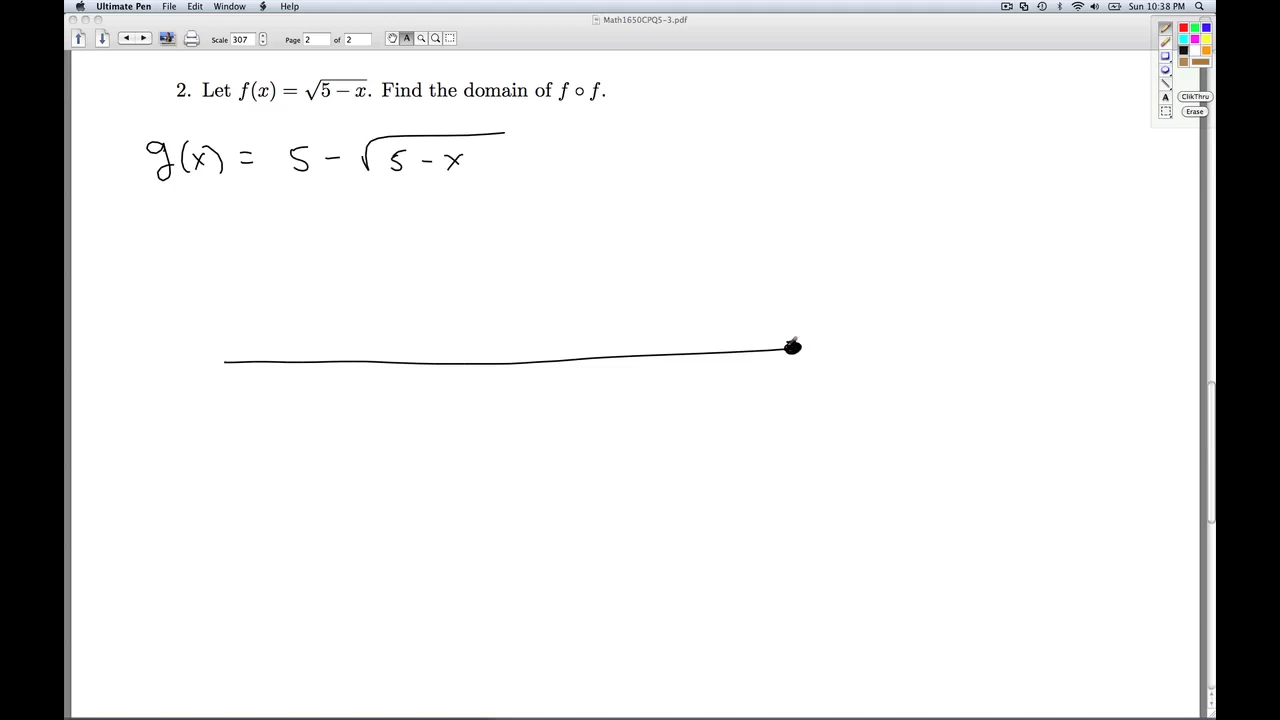 Ultimate Pen File Edit Window Help Sun 10:38 PM
Math1650CPQ5-3.pdf
Scale 307 Page 2 of 2
A
A
ClikThru
Erase
2. Let f(x) = √5 − x. Find the domain of f ∘ f.
g(x) = 5 - √5 - x